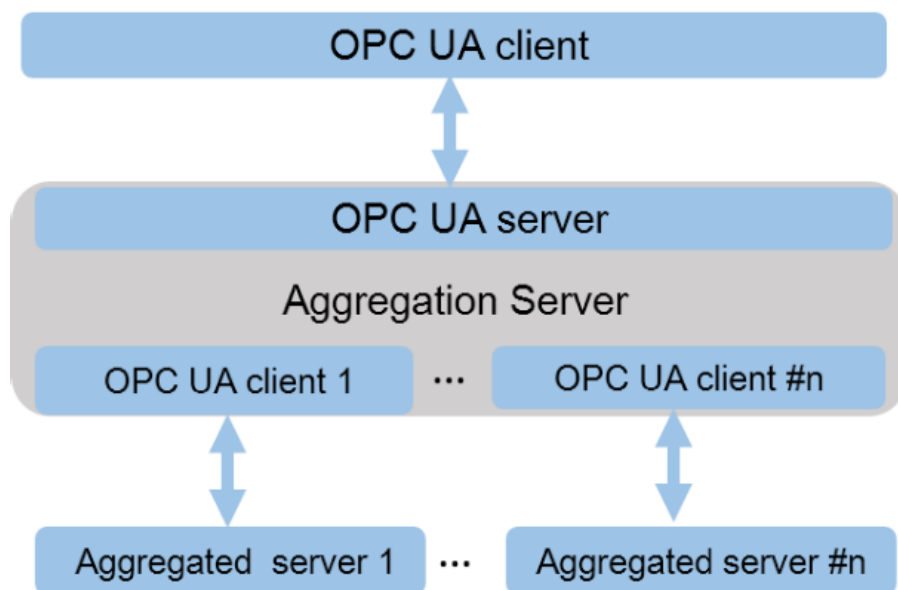 OPC UA client
OPC UA server
Aggregation Server
OPC UA client 1 ... OPC UA client #n
Aggregated server 1 ... Aggregated server #n